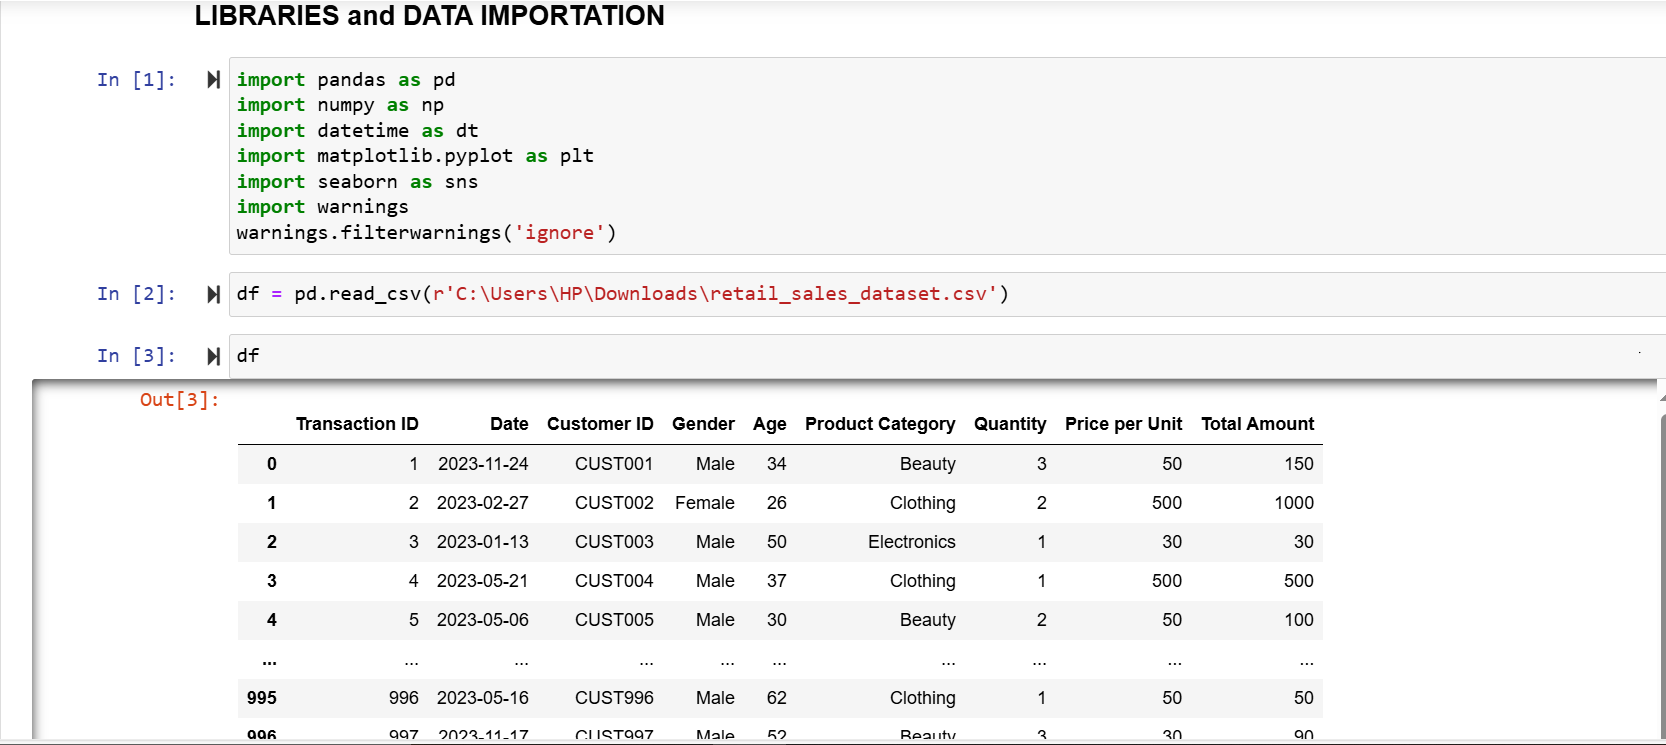 LIBRARIES and DATA IMPORTATION
In [1]:
import pandas as pd
import numpy as np
import datetime as dt
import matplotlib.pyplot as plt
import seaborn as sns
import warnings
warnings.filterwarnings('ignore')
In [2]: df = pd.read_csv(r'C:\Users\HP\Downloads\retail_sales_dataset.csv')
In [3]: df
Out[3]:
Transaction ID Date Customer ID Gender Age Product Category Quantity Price per Unit Total Amount
0 1 2023-11-24 CUST001 Male 34 Beauty 3 50 150
1 2 2023-02-27 CUST002 Female 26 Clothing 2 500 1000
2 3 2023-01-13 CUST003 Male 50 Electronics 1 30 30
3 4 2023-05-21 CUST004 Male 37 Clothing 1 500 500
4 5 2023-05-06 CUST005 Male 30 Beauty 2 50 100
... ... ... ... ... ... ... ... ... ...
995 996 2023-05-16 CUST996 Male 62 Clothing 1 50 50
996 997 2023-11-17 CUST997 Male 52 Beauty 3 30 90